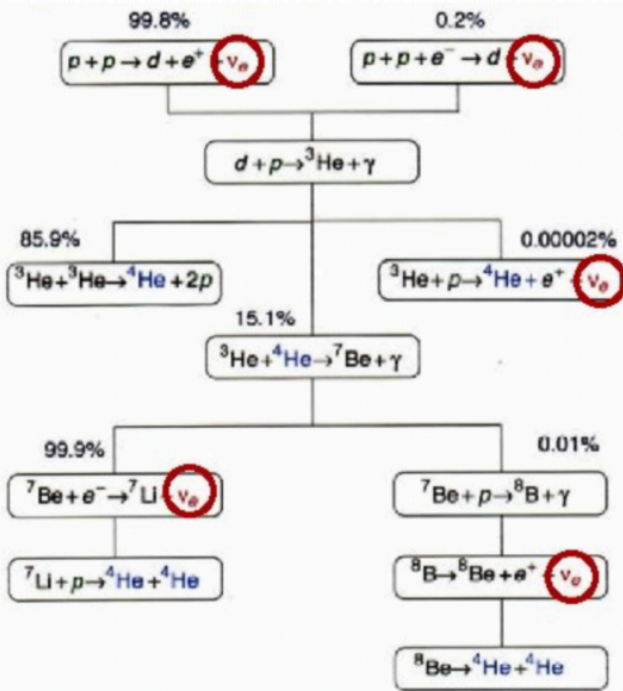 99.8% 0.2%
p + p → d + e⁺ νₑ p + p + e⁻ → d νₑ
d + p → ³He + γ
85.9% 0.00002%
³He + ³He → ⁴He + 2p ³He + p → ⁴He + e⁺ νₑ
15.1%
³He + ⁴He → ⁷Be + γ
99.9% 0.01%
⁷Be + e⁻ → ⁷Li νₑ ⁷Be + p → ⁸B + γ
⁷Li + p → ⁴He + ⁴He ⁸B → ⁸Be + e⁺ νₑ
⁸Be → ⁴He + ⁴He